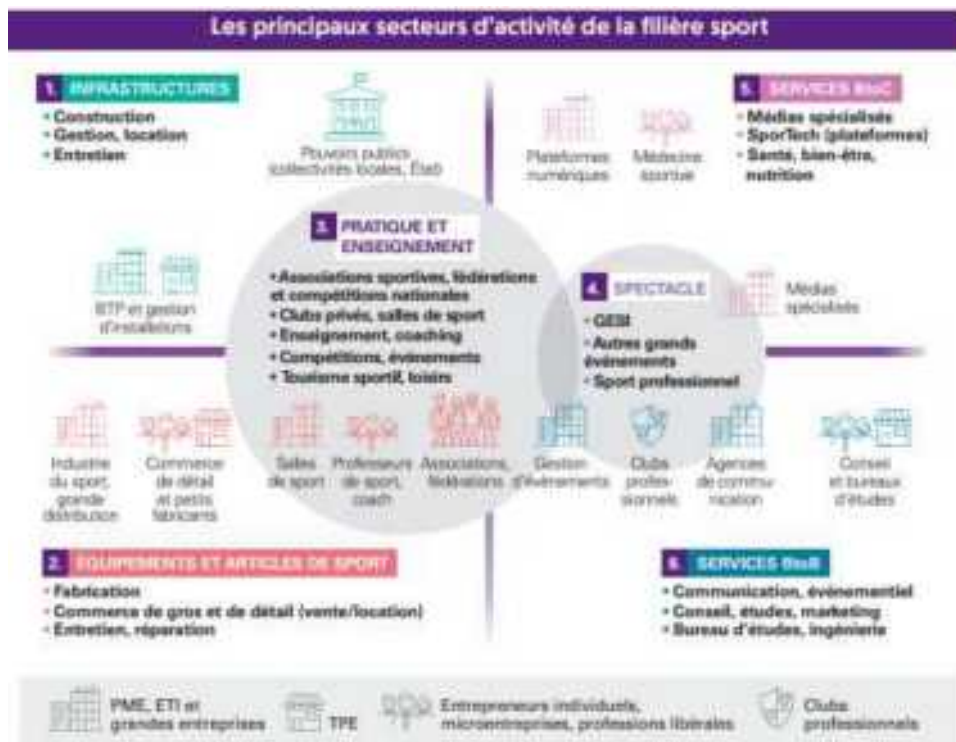 Les principaux secteurs d'activité de la filière sport
1. INFRASTRUCTURES
• Construction
• Gestion, location
• Entretien
Pouvoirs publics
(collectivités locales, État)
Plateformes
numériques
Médecine
sportive
5. SERVICES BtoC
• Médias spécialisés
• SporTech (plateformes)
• Santé, bien-être,
nutrition
BTP et gestion
d'installations
3. PRATIQUE ET
ENSEIGNEMENT
• Associations sportives, fédérations
et compétitions nationales
• Clubs privés, salles de sport
• Enseignement, coaching
• Compétitions, événements
• Tourisme sportif, loisirs
4. SPECTACLE
• GESI
• Autres grands
événements
• Sport professionnel
Médias
spécialisés
Industrie
du sport,
grande
distribution
Commerce
de détail
et petits
fabricants
Salles
de sport
Professeurs
de sport,
coach
Associations,
fédérations
Gestion
d'événements
Clubs
profes-
sionnels
Agences
de commu-
nication
Conseil
et bureaux
d'études
2. ÉQUIPEMENTS ET ARTICLES DE SPORT
• Fabrication
• Commerce de gros et de détail (vente/location)
• Entretien, réparation
6. SERVICES BtoB
• Communication, événementiel
• Conseil, études, marketing
• Bureau d'études, ingénierie
PME, ETI et
grandes entreprises
TPE
Entrepreneurs individuels,
microentreprises, professions libérales
Clubs
professionnels